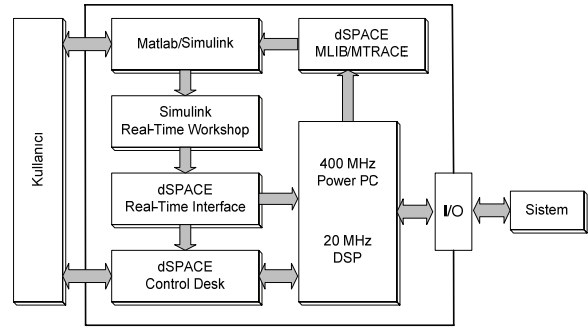 Kullanıcı
Matlab/Simulink
dSPACE
MLIB/MTRACE
Simulink
Real-Time Workshop
dSPACE
Real-Time Interface
dSPACE
Control Desk
400 MHz
Power PC
20 MHz
DSP
I/O
Sistem